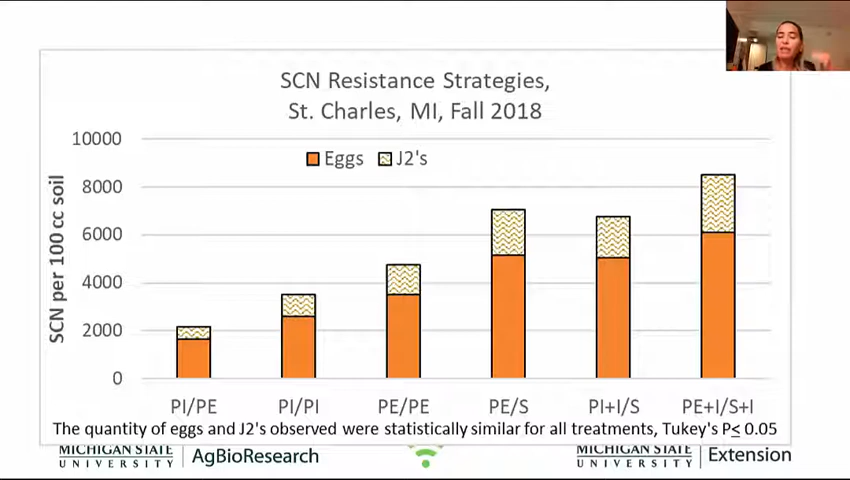 SCN Resistance Strategies,
St. Charles, MI, Fall 2018
Eggs J2's
SCN per 100 cc soil
10000
8000
6000
4000
2000
0
PI/PE PI/PI PE/PE PE/S PI+I/S PE+I/S+I
The quantity of eggs and J2's observed were statistically similar for all treatments, Tukey's P≤ 0.05
MICHIGAN STATE
UNIVERSITY
AgBioResearch
MICHIGAN STATE
UNIVERSITY
Extension